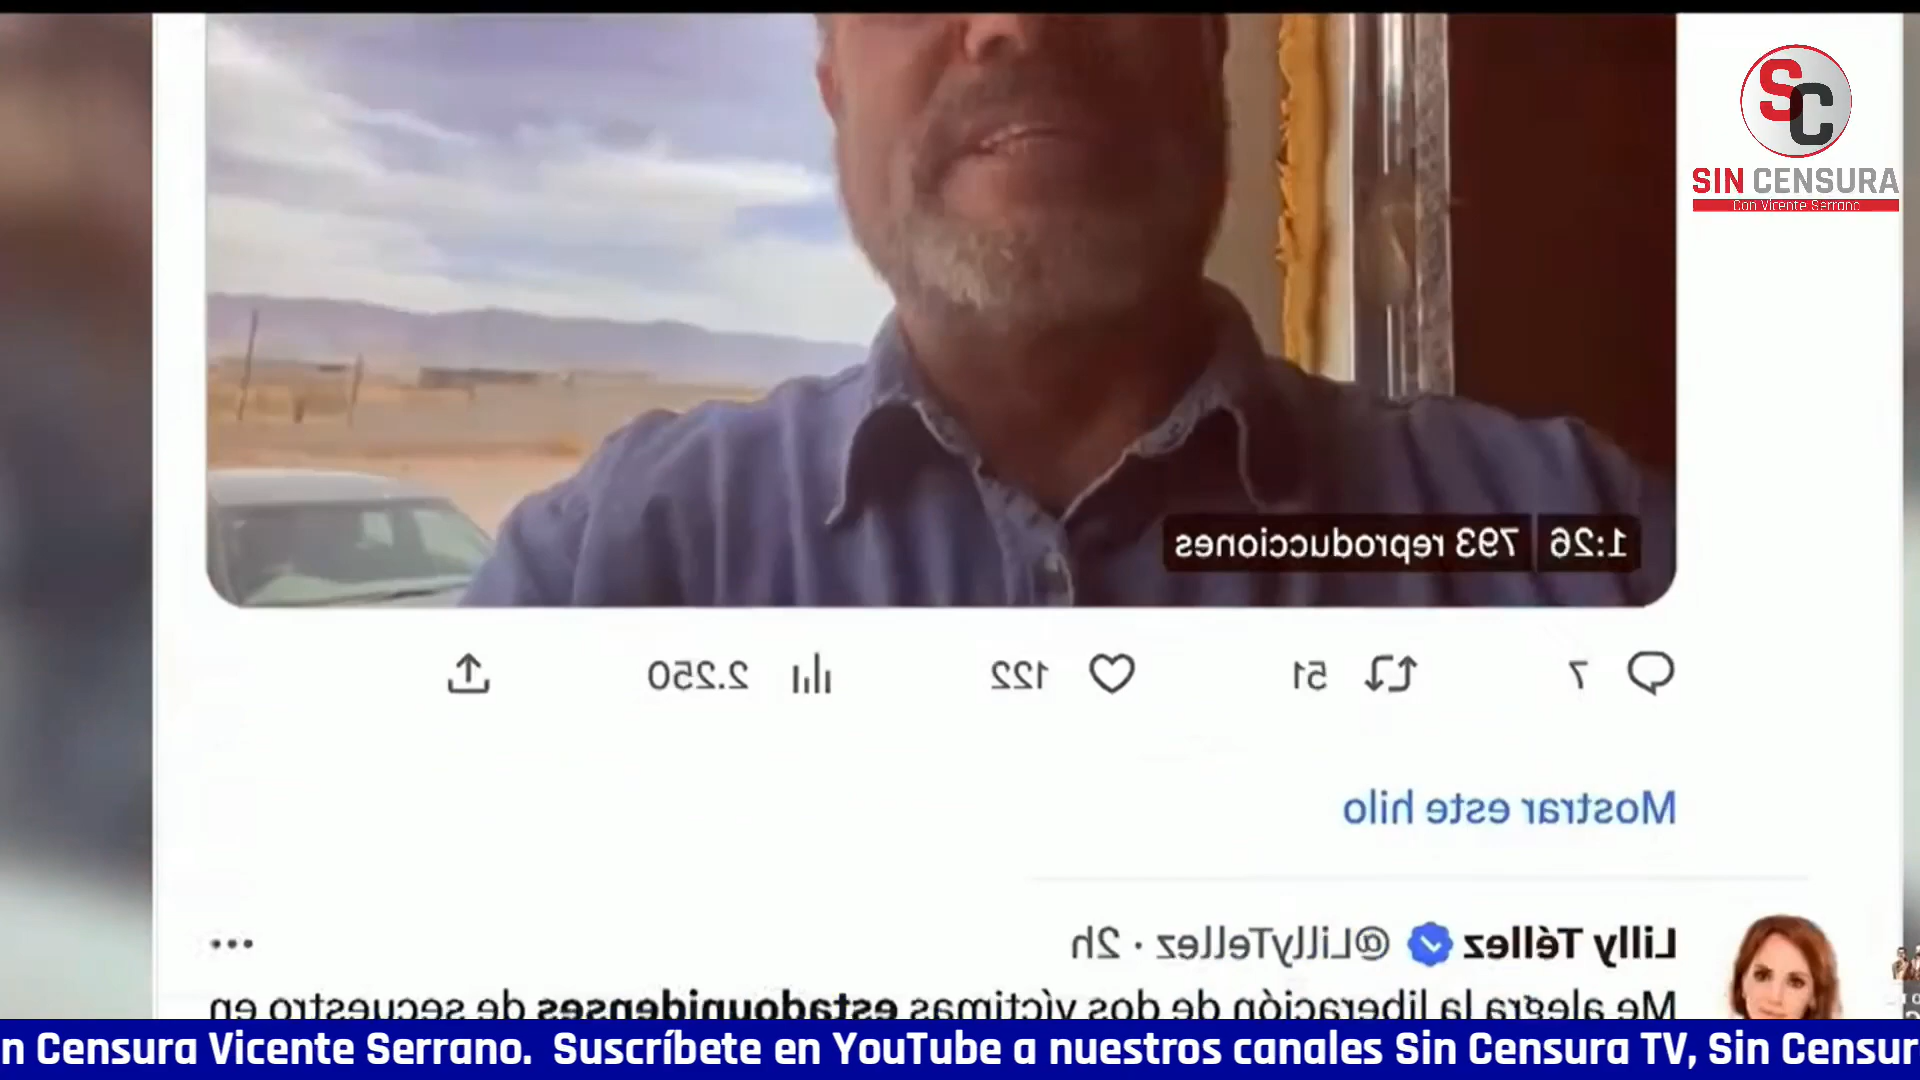 SC
SIN CENSURA
Con Vicente Serrano
1:26 793 reproducciones
7 51 122 2.250
Mostrar este hilo
Lilly Téllez @LillyTellez · 2h
Me alegra la liberación de dos víctimas estadounidenses de secuestro en
n Censura Vicente Serrano. Suscríbete en YouTube a nuestros canales Sin Censura TV, Sin Censur